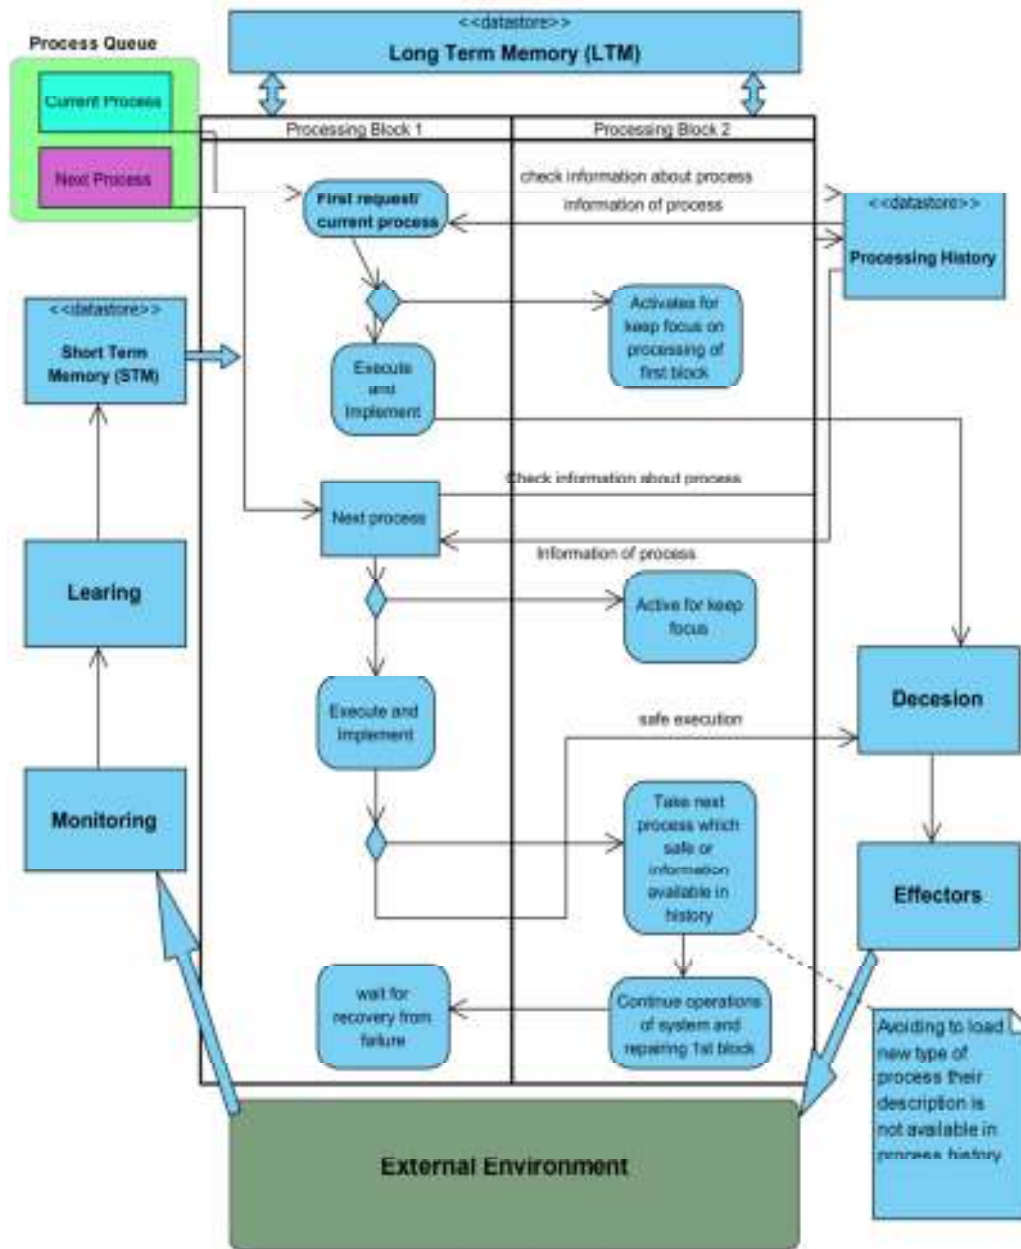 <<datastore>>
Long Term Memory (LTM)
Process Queue
Current Process
Next Process
Processing Block 1
Processing Block 2
First request/
current process
check information about process
information of process
<<datastore>>
Processing History
<<datastore>>
Short Term
Memory (STM)
Activates for
keep focus on
processing of
first block
Execute
and
Implement
Check information about process
Next process
Information of process
Learing
Active for keep
focus
Execute and
Implement
Decesion
safe execution
Monitoring
Take next
process which
safe or
information
available in
history
Effectors
wait for
recovery from
failure
Continue operations
of system and
repairing 1st block
Avoiding to load
new type of
process their
description is
not available in
process history
External Environment